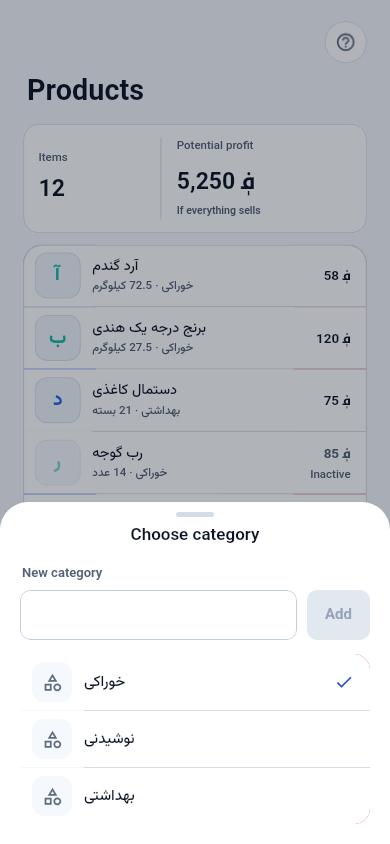 Products
Items
12
Potential profit
5,250 ؋
If everything sells
آ
آرد گندم
خوراکی · 72.5 کیلوگرم
58 ؋
ب
برنج درجه یک هندی
خوراکی · 27.5 کیلوگرم
120 ؋
د
دستمال کاغذی
بهداشتی · 21 بسته
75 ؋
ر
رب گوجه
خوراکی · 14 عدد
85 ؋
Inactive
Choose category
New category
Add
خوراکی
نوشیدنی
بهداشتی